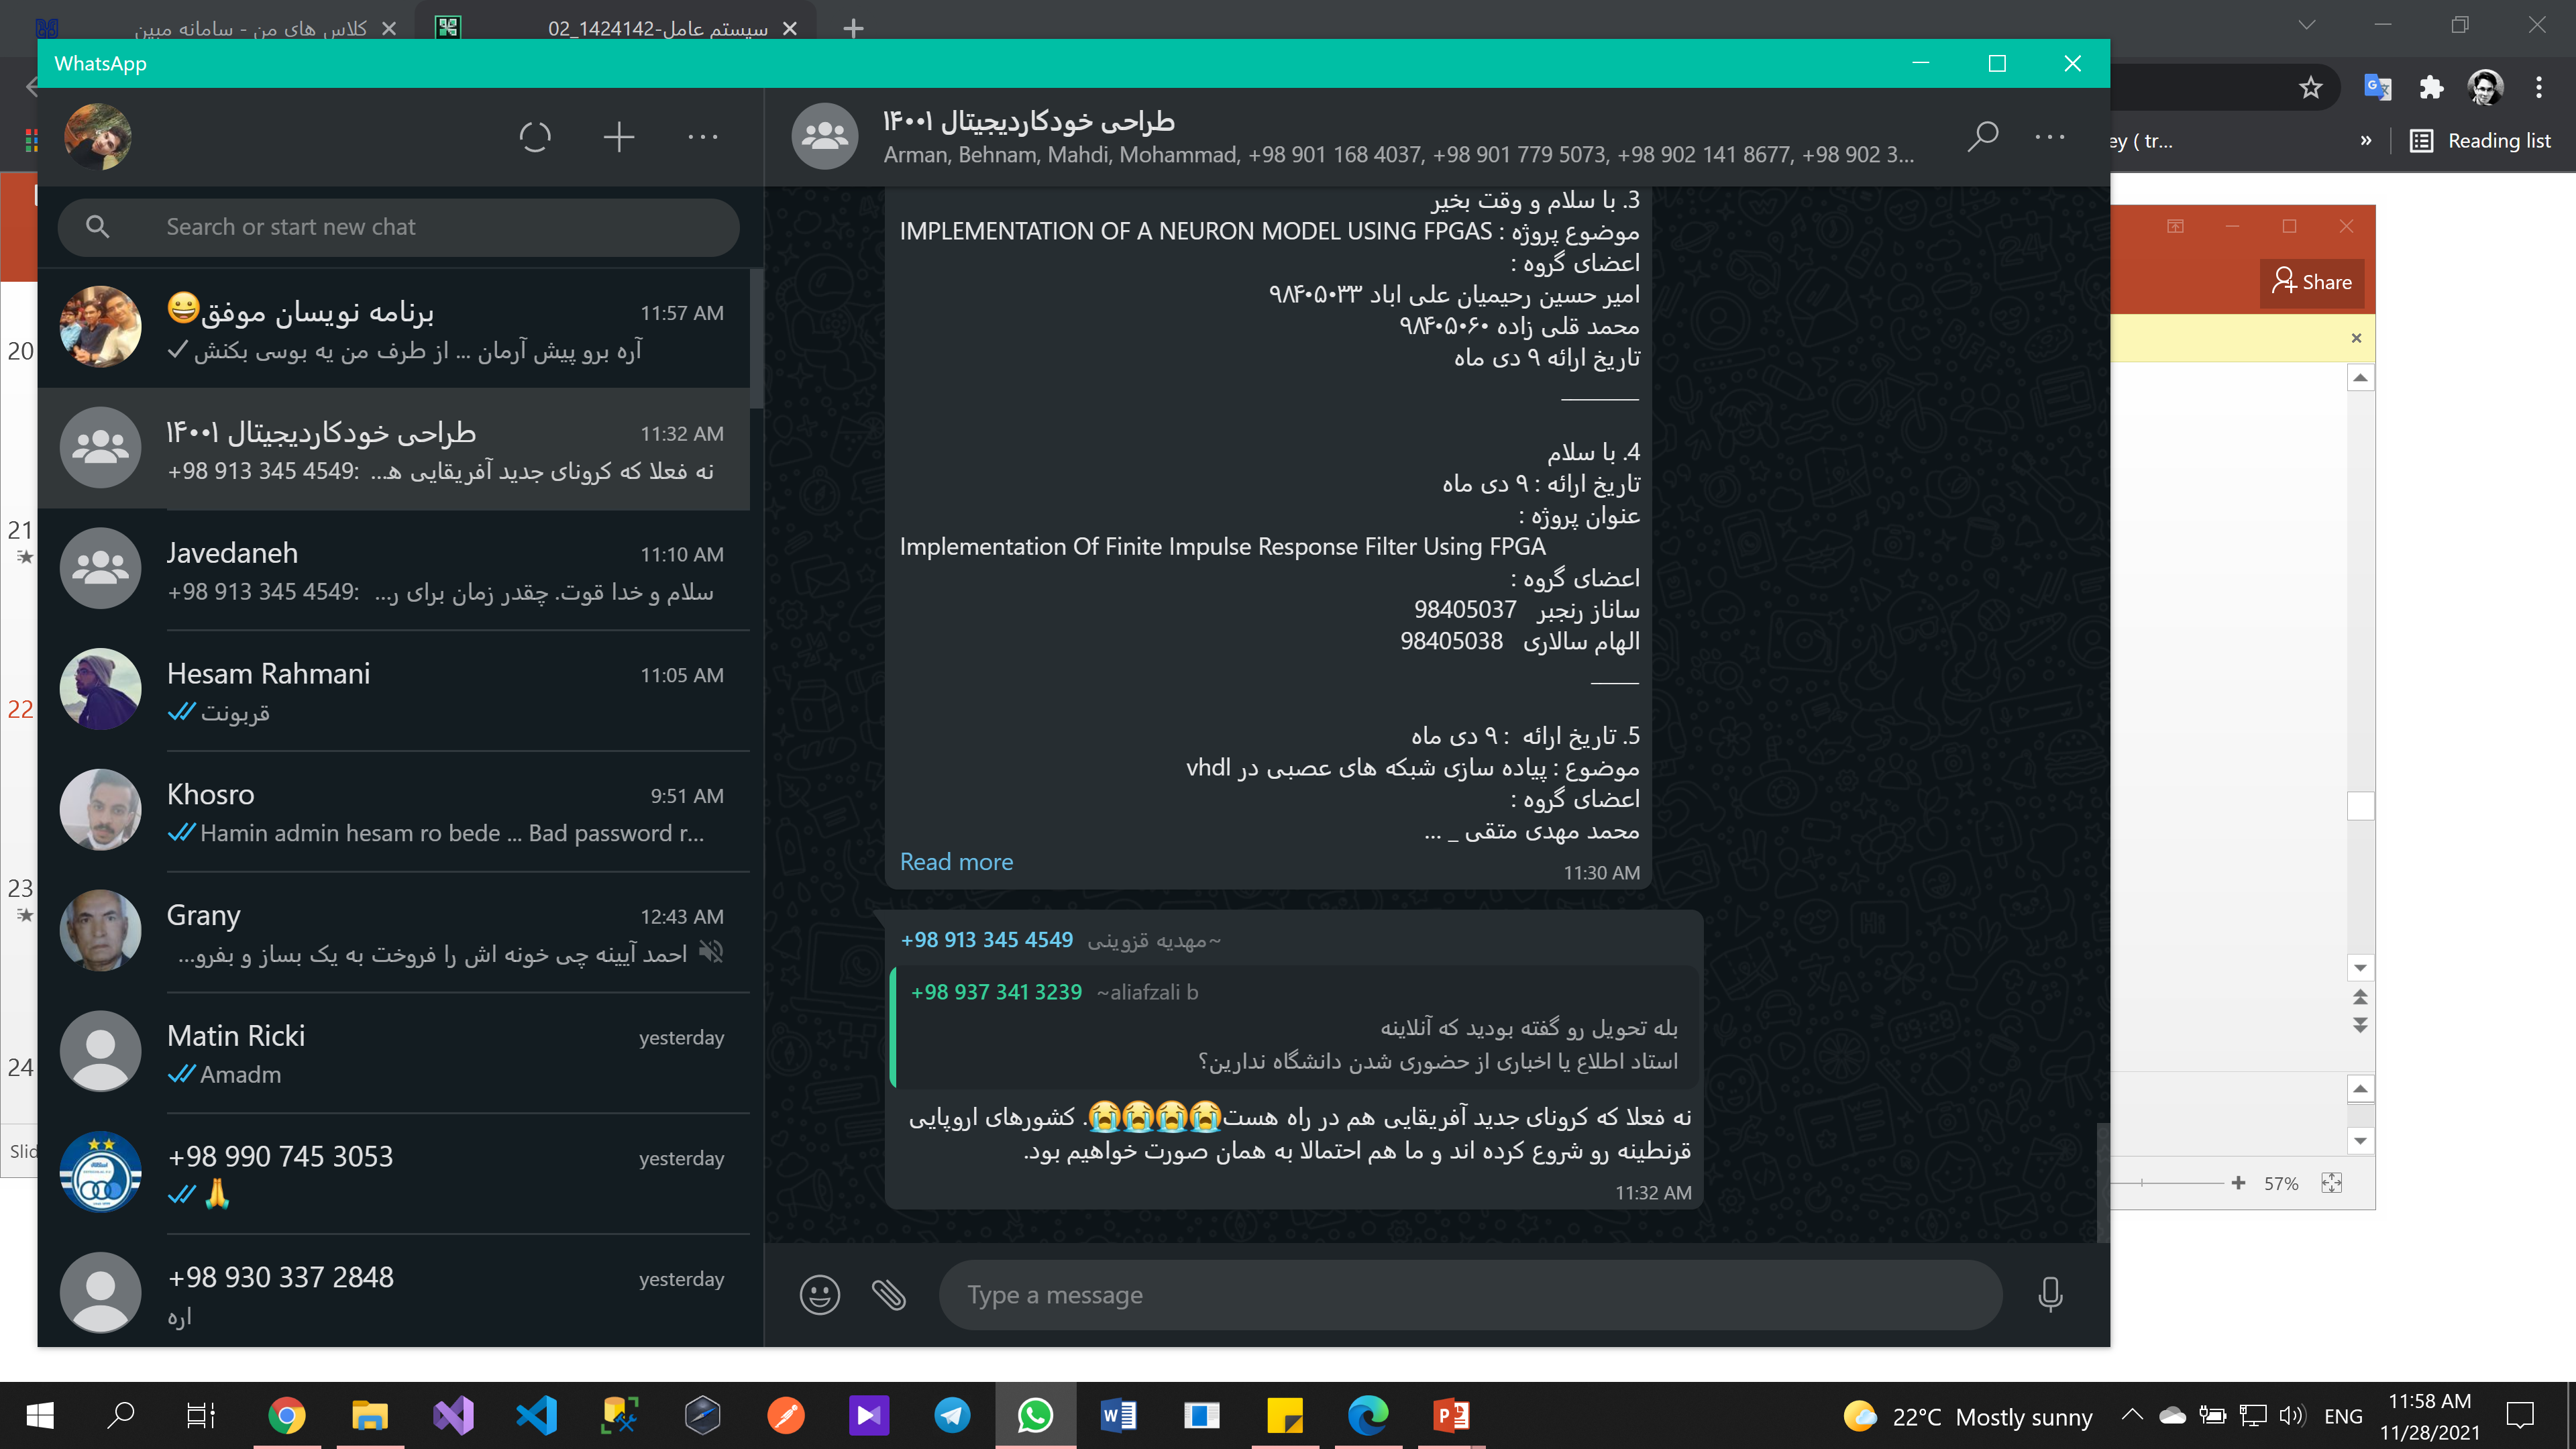 کلاس های من - سامانه مبین
سیستم عامل-1424142_02
WhatsApp
ey ( tr...
»
Reading list
Share
20
21
22
23
24
Slid
57%
Search or start new chat
برنامه نویسان موفق😀
11:57 AM
آره برو پیش آرمان ... از طرف من یه بوسی بکنش
طراحی خودکاردیجیتال ۱۴۰۰۱
11:32 AM
+98 913 345 4549: نه فعلا که کرونای جدید آفریقایی ه...
Javedaneh
11:10 AM
+98 913 345 4549: سلام و خدا قوت. چقدر زمان برای ر...
Hesam Rahmani
11:05 AM
قربونت
Khosro
9:51 AM
Hamin admin hesam ro bede ... Bad password r...
Grany
12:43 AM
احمد آیینه چی خونه اش را فروخت به یک بساز و بفرو...
Matin Ricki
yesterday
Amadm
+98 990 745 3053
yesterday
🙏
+98 930 337 2848
yesterday
اره
طراحی خودکاردیجیتال ۱۴۰۰۱
Arman, Behnam, Mahdi, Mohammad, +98 901 168 4037, +98 901 779 5073, +98 902 141 8677, +98 902 3...
3. با سلام و وقت بخیر
موضوع پروژه : IMPLEMENTATION OF A NEURON MODEL USING FPGAS
اعضای گروه :
امیر حسین رحیمیان علی اباد ۹۸۴۰۵۰۳۳
محمد قلی زاده ۹۸۴۰۵۰۶۰
تاریخ ارائه ۹ دی ماه
________
4. با سلام
تاریخ ارائه : ۹ دی ماه
عنوان پروژه :
Implementation Of Finite Impulse Response Filter Using FPGA
اعضای گروه :
ساناز رنجبر   98405037
الهام سالاری   98405038
_____
5. تاریخ ارائه  : ۹ دی ماه
موضوع : پیاده سازی شبکه های عصبی در vhdl
اعضای گروه :
محمد مهدی متقی _ ...
Read more
11:30 AM
+98 913 345 4549 ~مهدیه قزوینی
+98 937 341 3239 ~aliafzali b
بله تحویل رو گفته بودید که آنلاینه
استاد اطلاع یا اخباری از حضوری شدن دانشگاه ندارین؟
نه فعلا که کرونای جدید آفریقایی هم در راه هست😭😭😭😭. کشورهای اروپایی
قرنطینه رو شروع کرده اند و ما هم احتمالا به همان صورت خواهیم بود.
11:32 AM
Type a message
22°C Mostly sunny
ENG
11:58 AM
11/28/2021